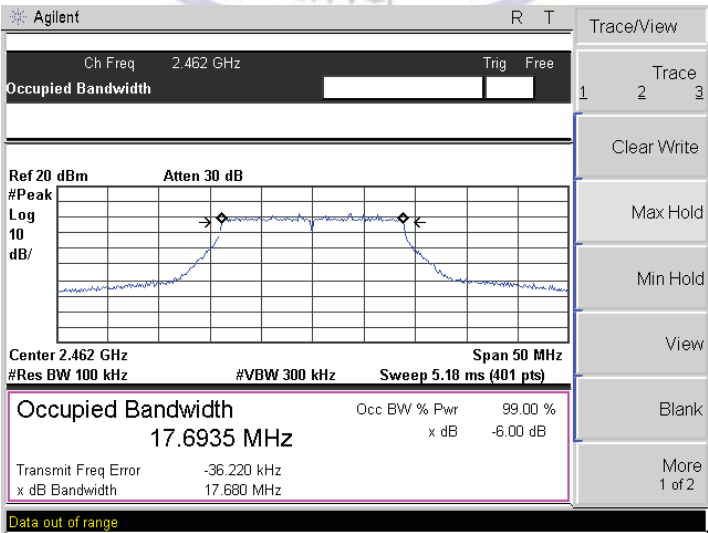 Agilent R T
Trace/View
Ch Freq 2.462 GHz Trig Free
Occupied Bandwidth
Trace
1 2 3
Clear Write
Ref 20 dBm Atten 30 dB
#Peak
Log
10
dB/
Max Hold
Min Hold
View
Center 2.462 GHz Span 50 MHz
#Res BW 100 kHz #VBW 300 kHz Sweep 5.18 ms (401 pts)
Occupied Bandwidth Occ BW % Pwr 99.00 %
17.6935 MHz x dB -6.00 dB
Blank
Transmit Freq Error -36.220 kHz
x dB Bandwidth 17.680 MHz
More
1 of 2
Data out of range